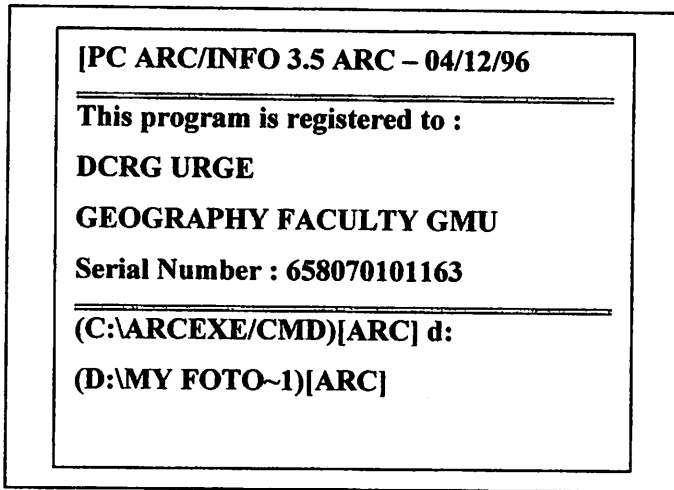 [PC ARC/INFO 3.5 ARC – 04/12/96
This program is registered to :
DCRG URGE
GEOGRAPHY FACULTY GMU
Serial Number : 658070101163
(C:\ARCEXE/CMD)[ARC] d:
(D:\MY FOTO~1)[ARC]